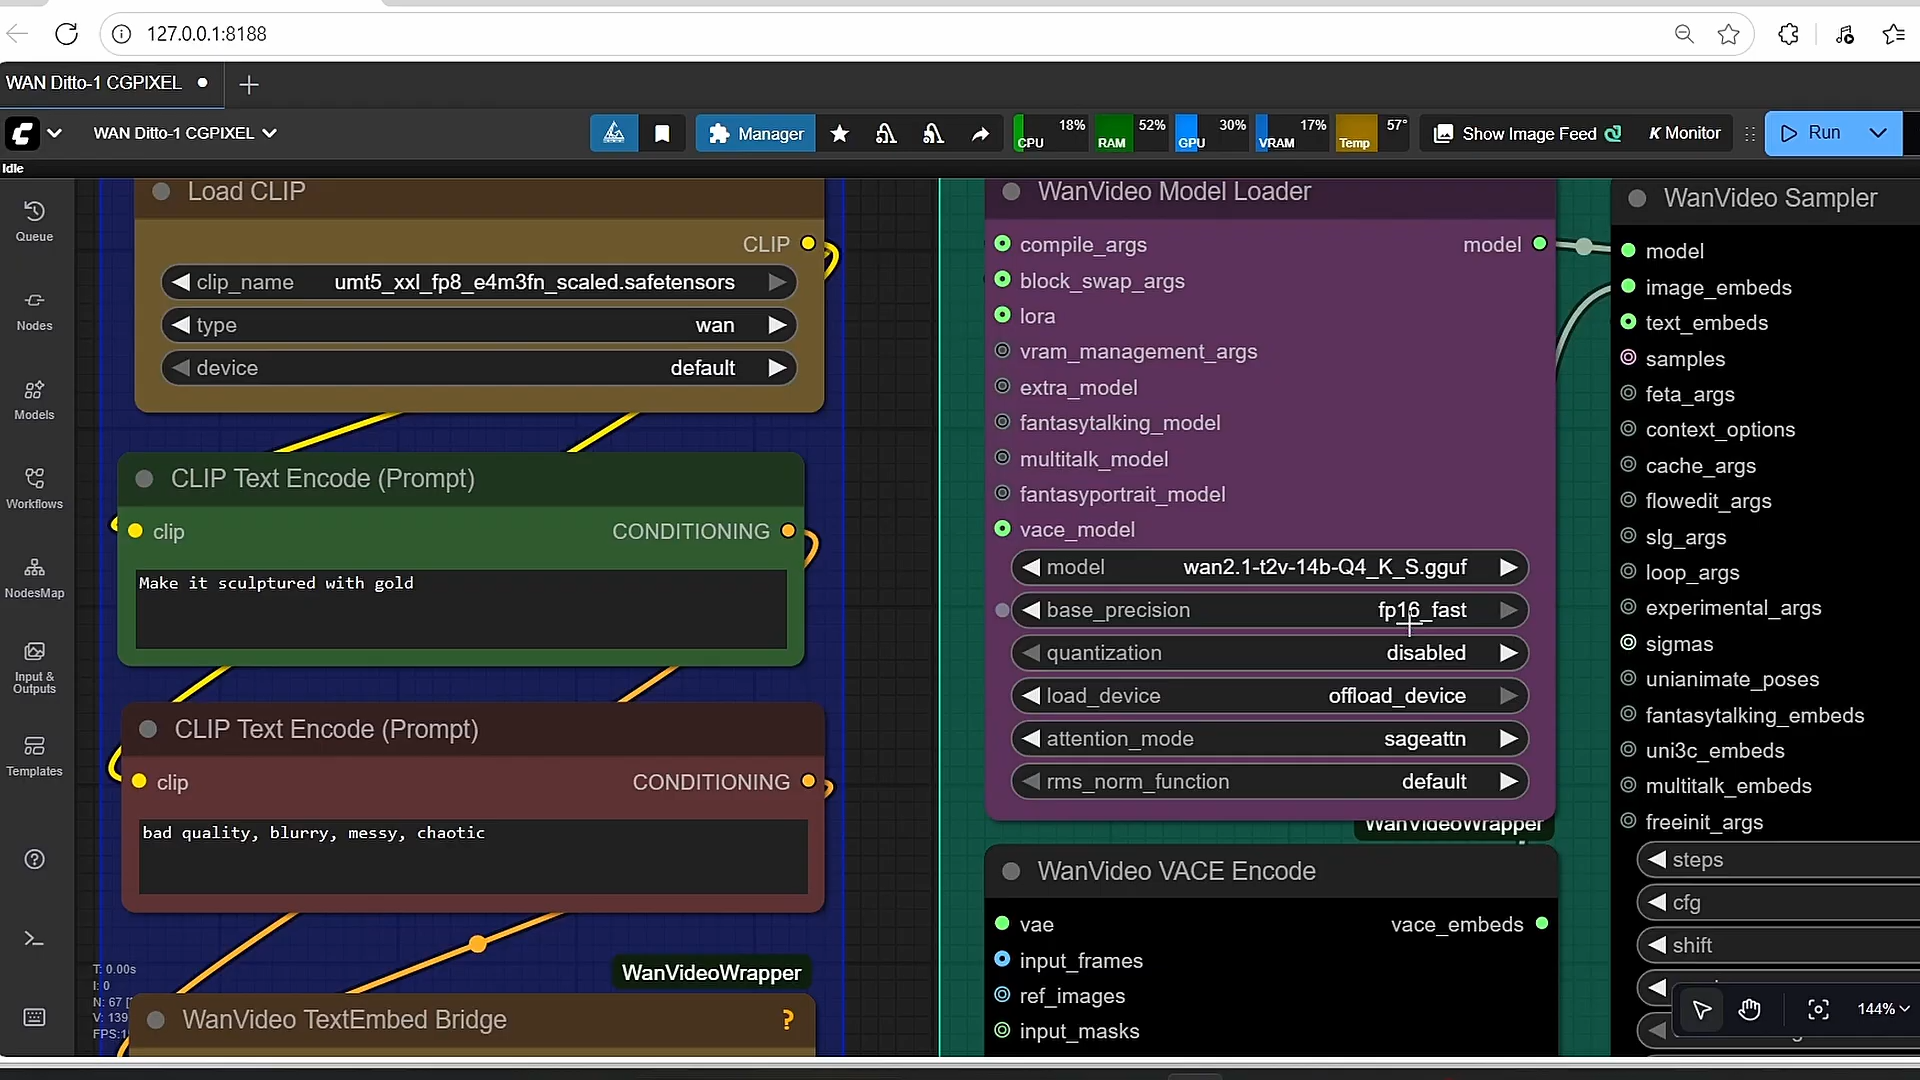 127.0.0.1:8188
WAN Ditto-1 CGPIXEL
WAN Ditto-1 CGPIXEL
Manager
18%
CPU
52%
RAM
30%
GPU
17%
VRAM
57°
Temp
Show Image Feed
K Monitor
Run
Idle
Queue
Nodes
Models
Workflows
NodesMap
Input &
Outputs
Templates
Load CLIP
CLIP
clip_name umt5_xxl_fp8_e4m3fn_scaled.safetensors
type wan
device default
CLIP Text Encode (Prompt)
clip CONDITIONING
Make it sculptured with gold
CLIP Text Encode (Prompt)
clip CONDITIONING
bad quality, blurry, messy, chaotic
WanVideoWrapper
WanVideo TextEmbed Bridge ?
T: 0.00s
I: 0
N: 67 [
V: 139
FPS:1
WanVideo Model Loader
compile_args model
block_swap_args
lora
vram_management_args
extra_model
fantasytalking_model
multitalk_model
fantasyportrait_model
vace_model
model wan2.1-t2v-14b-Q4_K_S.gguf
base_precision fp16_fast
quantization disabled
load_device offload_device
attention_mode sageattn
rms_norm_function default
WanVideoWrapper
WanVideo VACE Encode
vae vace_embeds
input_frames
ref_images
input_masks
WanVideo Sampler
model
image_embeds
text_embeds
samples
feta_args
context_options
cache_args
flowedit_args
slg_args
loop_args
experimental_args
sigmas
unianimate_poses
fantasytalking_embeds
uni3c_embeds
multitalk_embeds
freeinit_args
steps
cfg
shift
144%